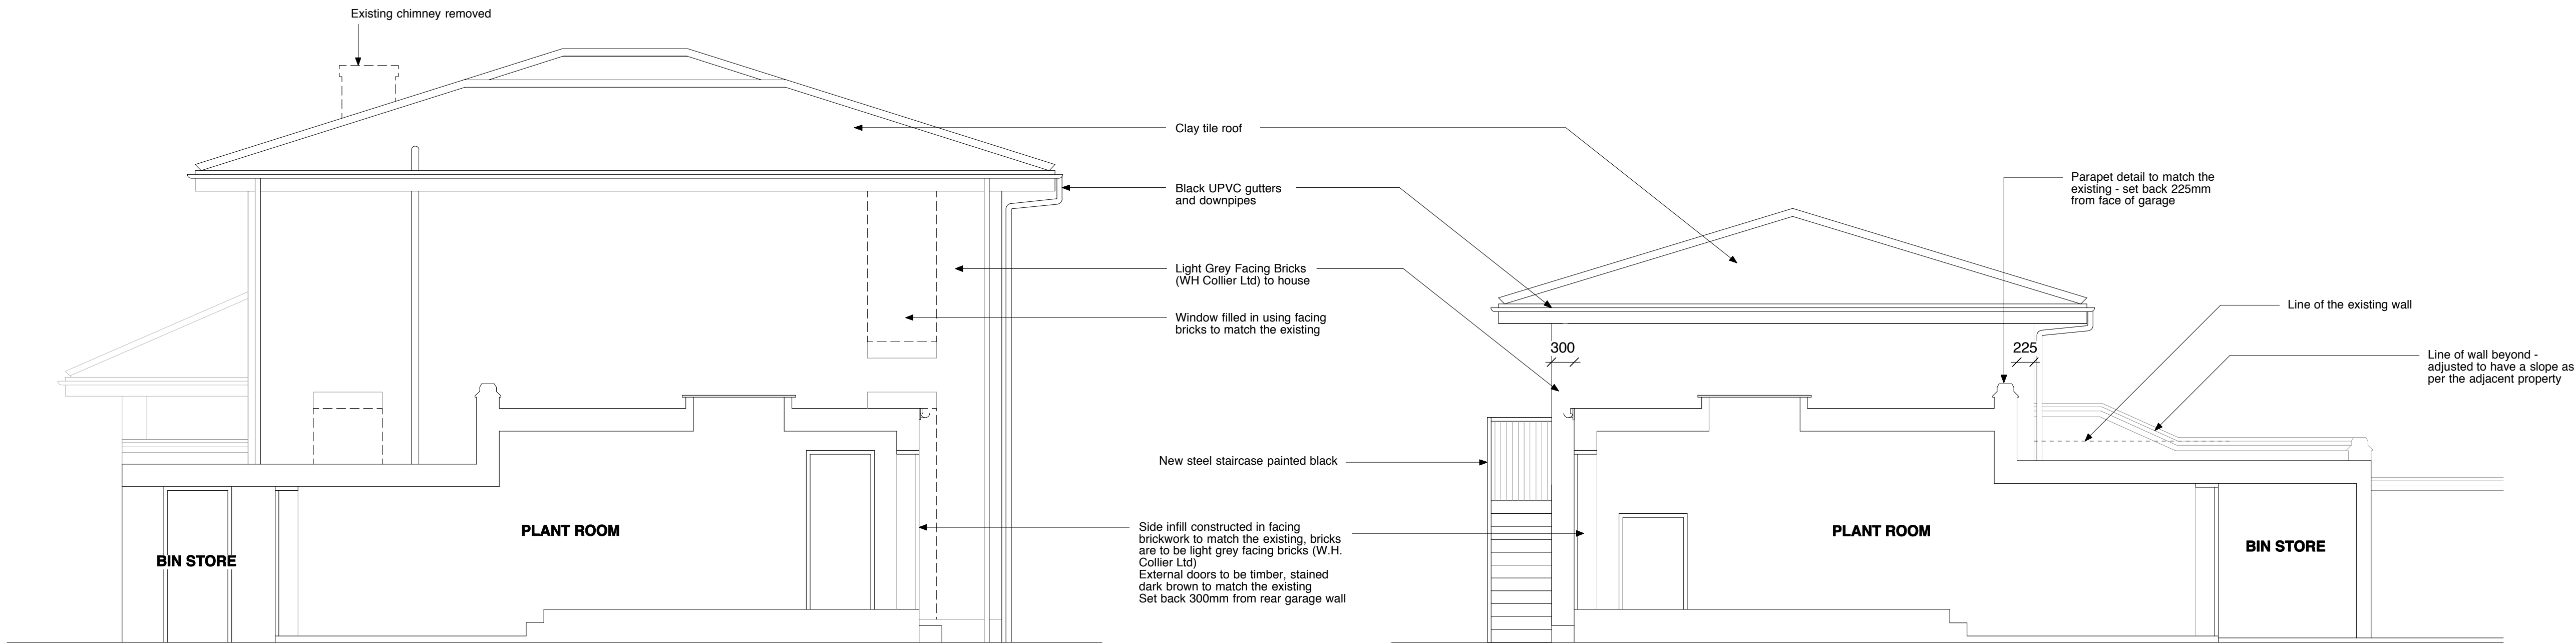 Existing chimney removed
Clay tile roof
Black UPVC gutters
and downpipes
Light Grey Facing Bricks
(WH Collier Ltd) to house
Window filled in using facing
bricks to match the existing
New steel staircase painted black
Side infill constructed in facing
brickwork to match the existing, bricks
are to be light grey facing bricks (W.H.
Collier Ltd)
External doors to be timber, stained
dark brown to match the existing
Set back 300mm from rear garage wall
Parapet detail to match the
existing - set back 225mm
from face of garage
Line of the existing wall
Line of wall beyond -
adjusted to have a slope as
per the adjacent property
300
225
PLANT ROOM
BIN STORE
PLANT ROOM
BIN STORE